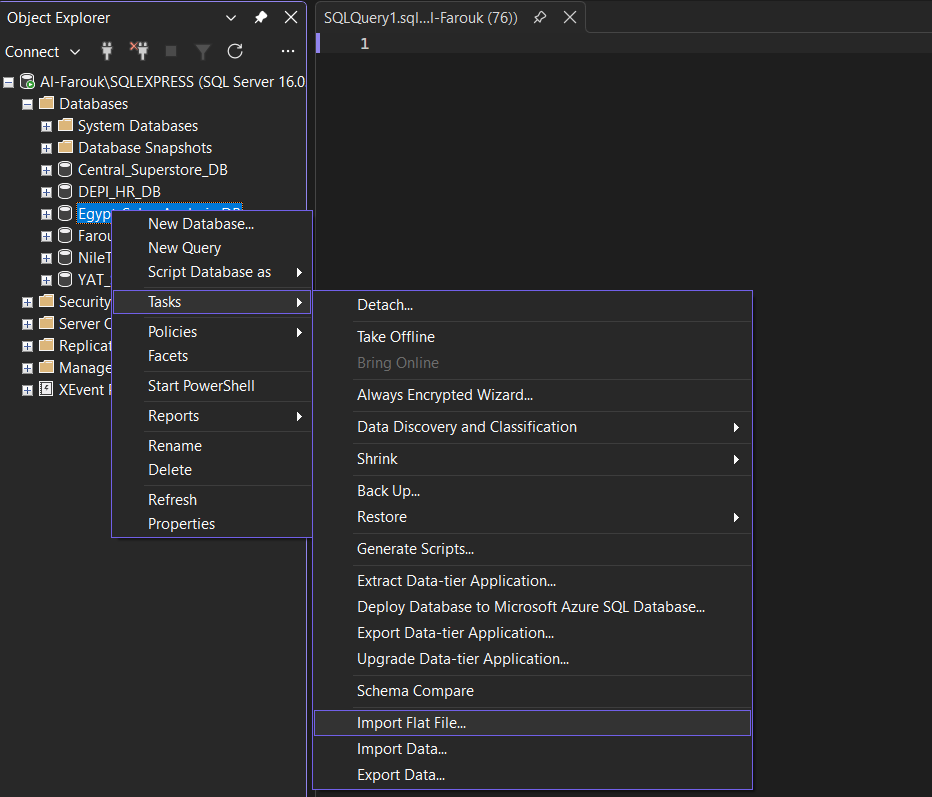 Object Explorer
SQLQuery1.sql...l-Farouk (76))
Connect
1
Al-Farouk\SQLEXPRESS (SQL Server 16.0
Databases
System Databases
Database Snapshots
Central_Superstore_DB
DEPI_HR_DB
Egyp
Farou
NileT
YAT_
Security
Server C
Replicat
Manage
XEvent
New Database...
New Query
Script Database as
Tasks
Policies
Facets
Start PowerShell
Reports
Rename
Delete
Refresh
Properties
Detach...
Take Offline
Bring Online
Always Encrypted Wizard...
Data Discovery and Classification
Shrink
Back Up...
Restore
Generate Scripts...
Extract Data-tier Application...
Deploy Database to Microsoft Azure SQL Database...
Export Data-tier Application...
Upgrade Data-tier Application...
Schema Compare
Import Flat File...
Import Data...
Export Data...